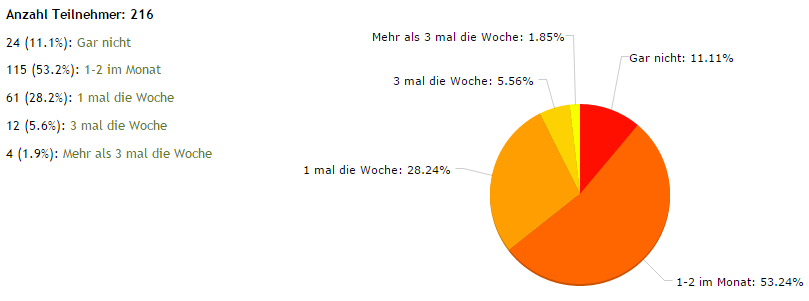 Anzahl Teilnehmer: 216
24 (11.1%): Gar nicht
115 (53.2%): 1-2 im Monat
61 (28.2%): 1 mal die Woche
12 (5.6%): 3 mal die Woche
4 (1.9%): Mehr als 3 mal die Woche
Mehr als 3 mal die Woche: 1.85%
Gar nicht: 11.11%
3 mal die Woche: 5.56%
1 mal die Woche: 28.24%
1-2 im Monat: 53.24%